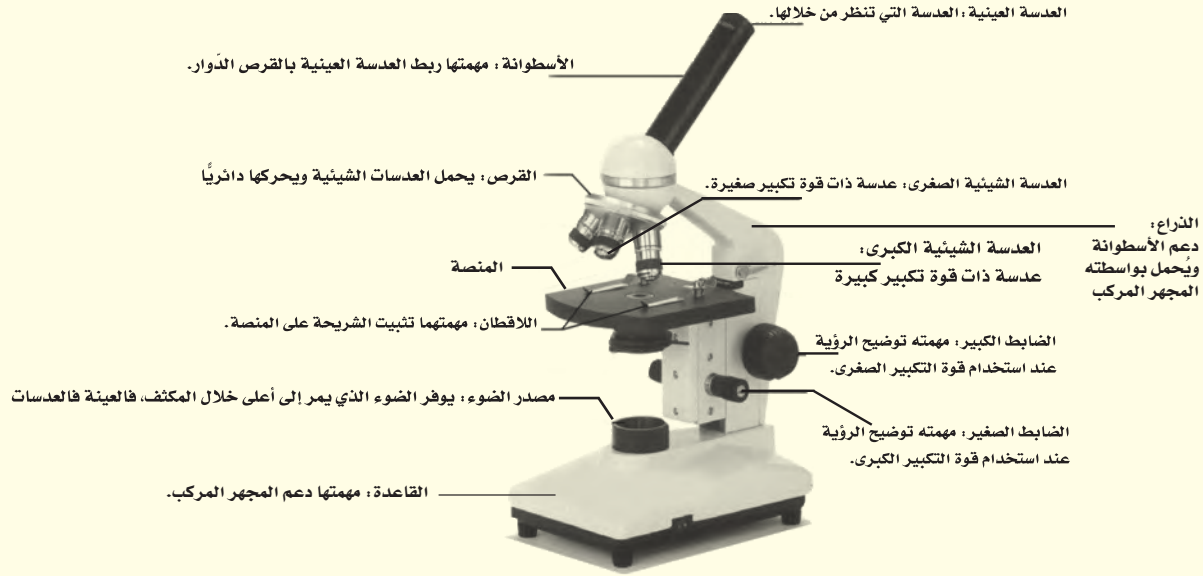 العدسة العينية: العدسة التي تنظر من خلالها.
الأسطوانة: مهمتها ربط العدسة العينية بالقرص الدّوار.
القرص: يحمل العدسات الشيئية ويحركها دائريًّا
العدسة الشيئية الصغرى: عدسة ذات قوة تكبير صغيرة.
الذراع:
دعم الأسطوانة
ويُحمل بواسطته
المجهر المركب
العدسة الشيئية الكبرى:
عدسة ذات قوة تكبير كبيرة
المنصة
اللاقطان: مهمتهما تثبيت الشريحة على المنصة.
الضابط الكبير: مهمته توضيح الرؤية
عند استخدام قوة التكبير الصغرى.
مصدر الضوء: يوفر الضوء الذي يمر إلى أعلى خلال المكثف، فالعينة فالعدسات
الضابط الصغير: مهمته توضيح الرؤية
عند استخدام قوة التكبير الكبرى.
القاعدة: مهمتها دعم المجهر المركب.